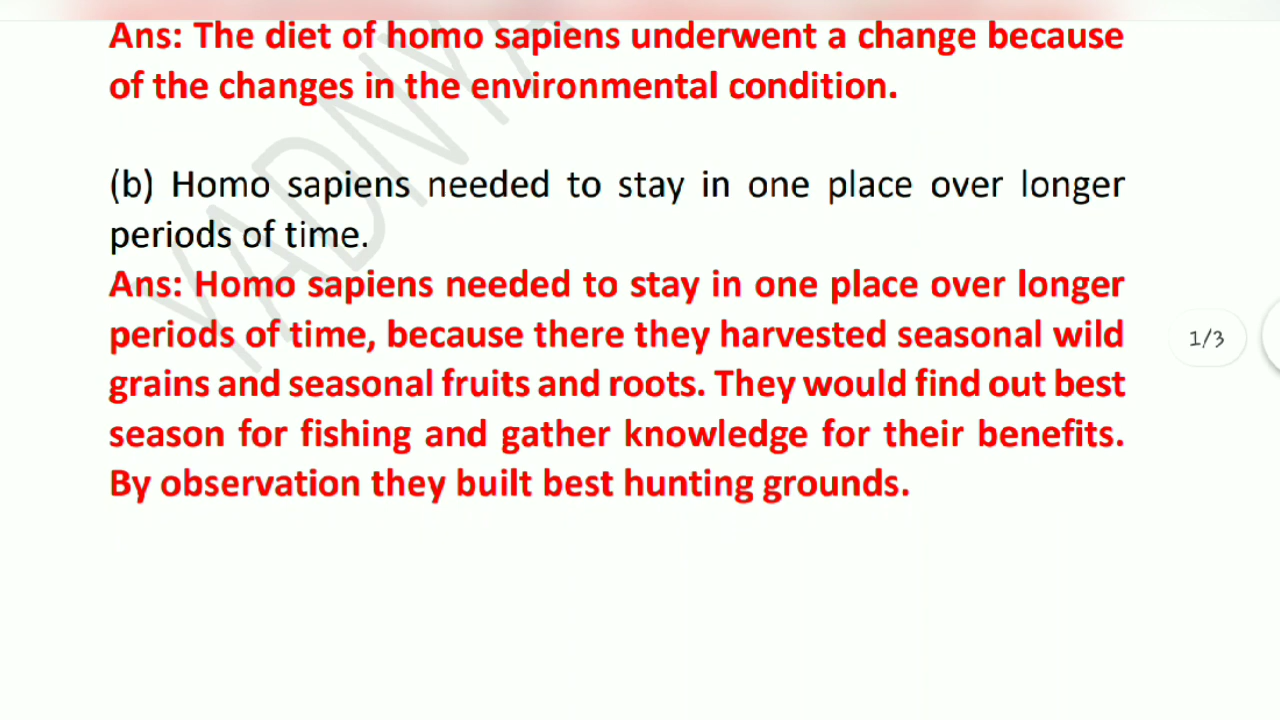 Ans: The diet of homo sapiens underwent a change because
of the changes in the environmental condition.
(b) Homo sapiens needed to stay in one place over longer
periods of time.
Ans: Homo sapiens needed to stay in one place over longer
periods of time, because there they harvested seasonal wild
grains and seasonal fruits and roots. They would find out best
season for fishing and gather knowledge for their benefits.
By observation they built best hunting grounds.
1/3
YADNYA